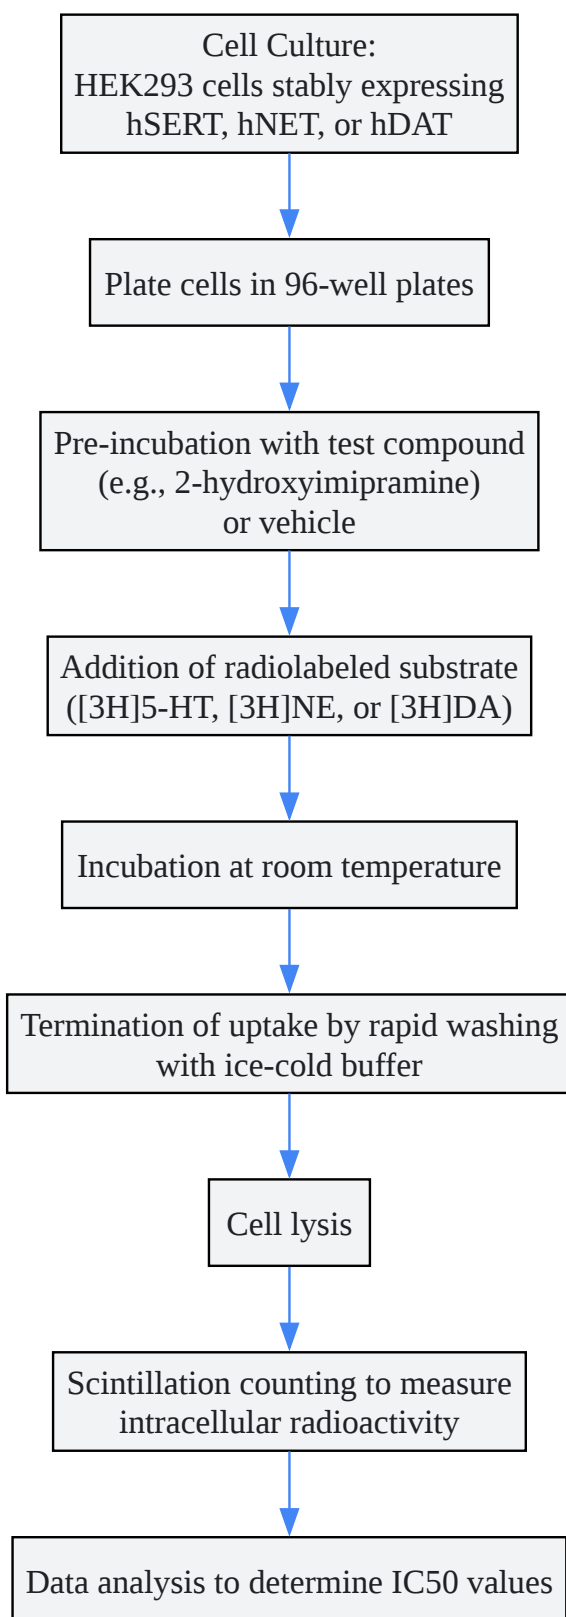 Cell Culture:
HEK293 cells stably expressing
hSERT, hNET, or hDAT
Plate cells in 96-well plates
Pre-incubation with test compound
(e.g., 2-hydroxyimipramine)
or vehicle
Addition of radiolabeled substrate
([3H]5-HT, [3H]NE, or [3H]DA)
Incubation at room temperature
Termination of uptake by rapid washing
with ice-cold buffer
Cell lysis
Scintillation counting to measure
intracellular radioactivity
Data analysis to determine IC50 values